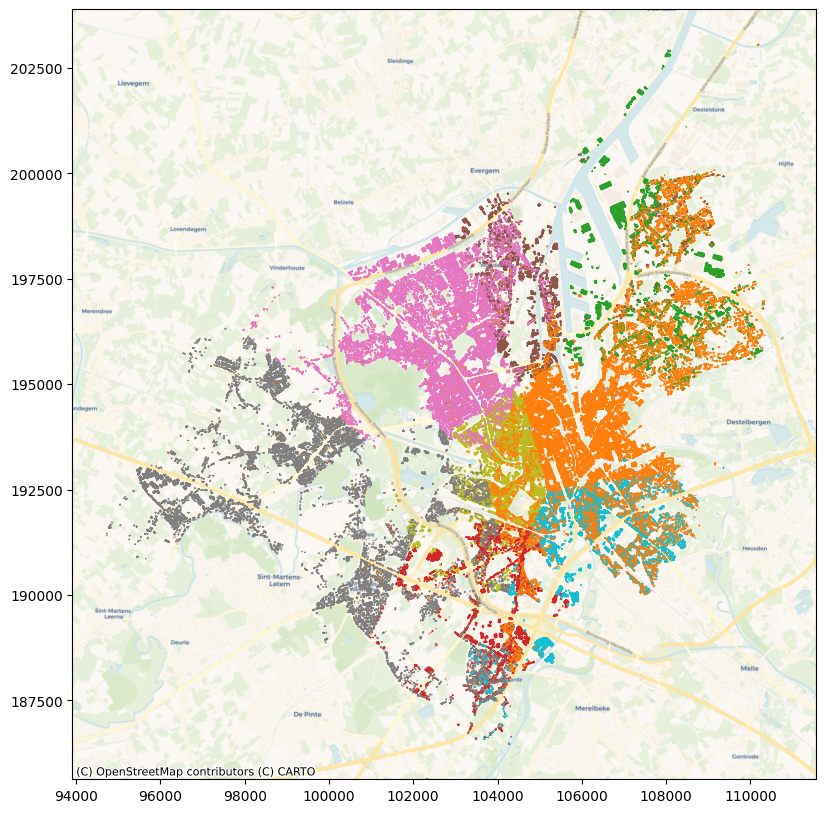 202500
200000
197500
195000
192500
190000
187500
Sleidinge
Lievegem
Desteldonk
Hijfte
Evergem
Belzele
Lovendegem
Vinderhoute
Merendree
Destelbergen
Heusden
Sint-Martens-
Latem
Sint-Martens
Leerne
Deurle
Melle
De Pinte
Merelbeke
Gontrode
(C) OpenStreetMap contributors (C) CARTO
94000 96000 98000 100000 102000 104000 106000 108000 110000